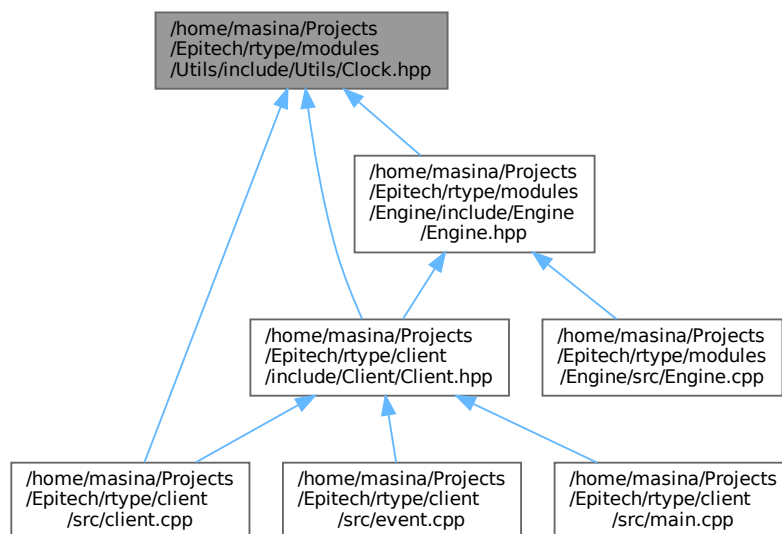 /home/masina/Projects
/Epitech/rtype/modules
/Utils/include/Utils/Clock.hpp
/home/masina/Projects
/Epitech/rtype/modules
/Engine/include/Engine
/Engine.hpp
/home/masina/Projects
/Epitech/rtype/client
/include/Client/Client.hpp
/home/masina/Projects
/Epitech/rtype/modules
/Engine/src/Engine.cpp
/home/masina/Projects
/Epitech/rtype/client
/src/client.cpp
/home/masina/Projects
/Epitech/rtype/client
/src/event.cpp
/home/masina/Projects
/Epitech/rtype/client
/src/main.cpp